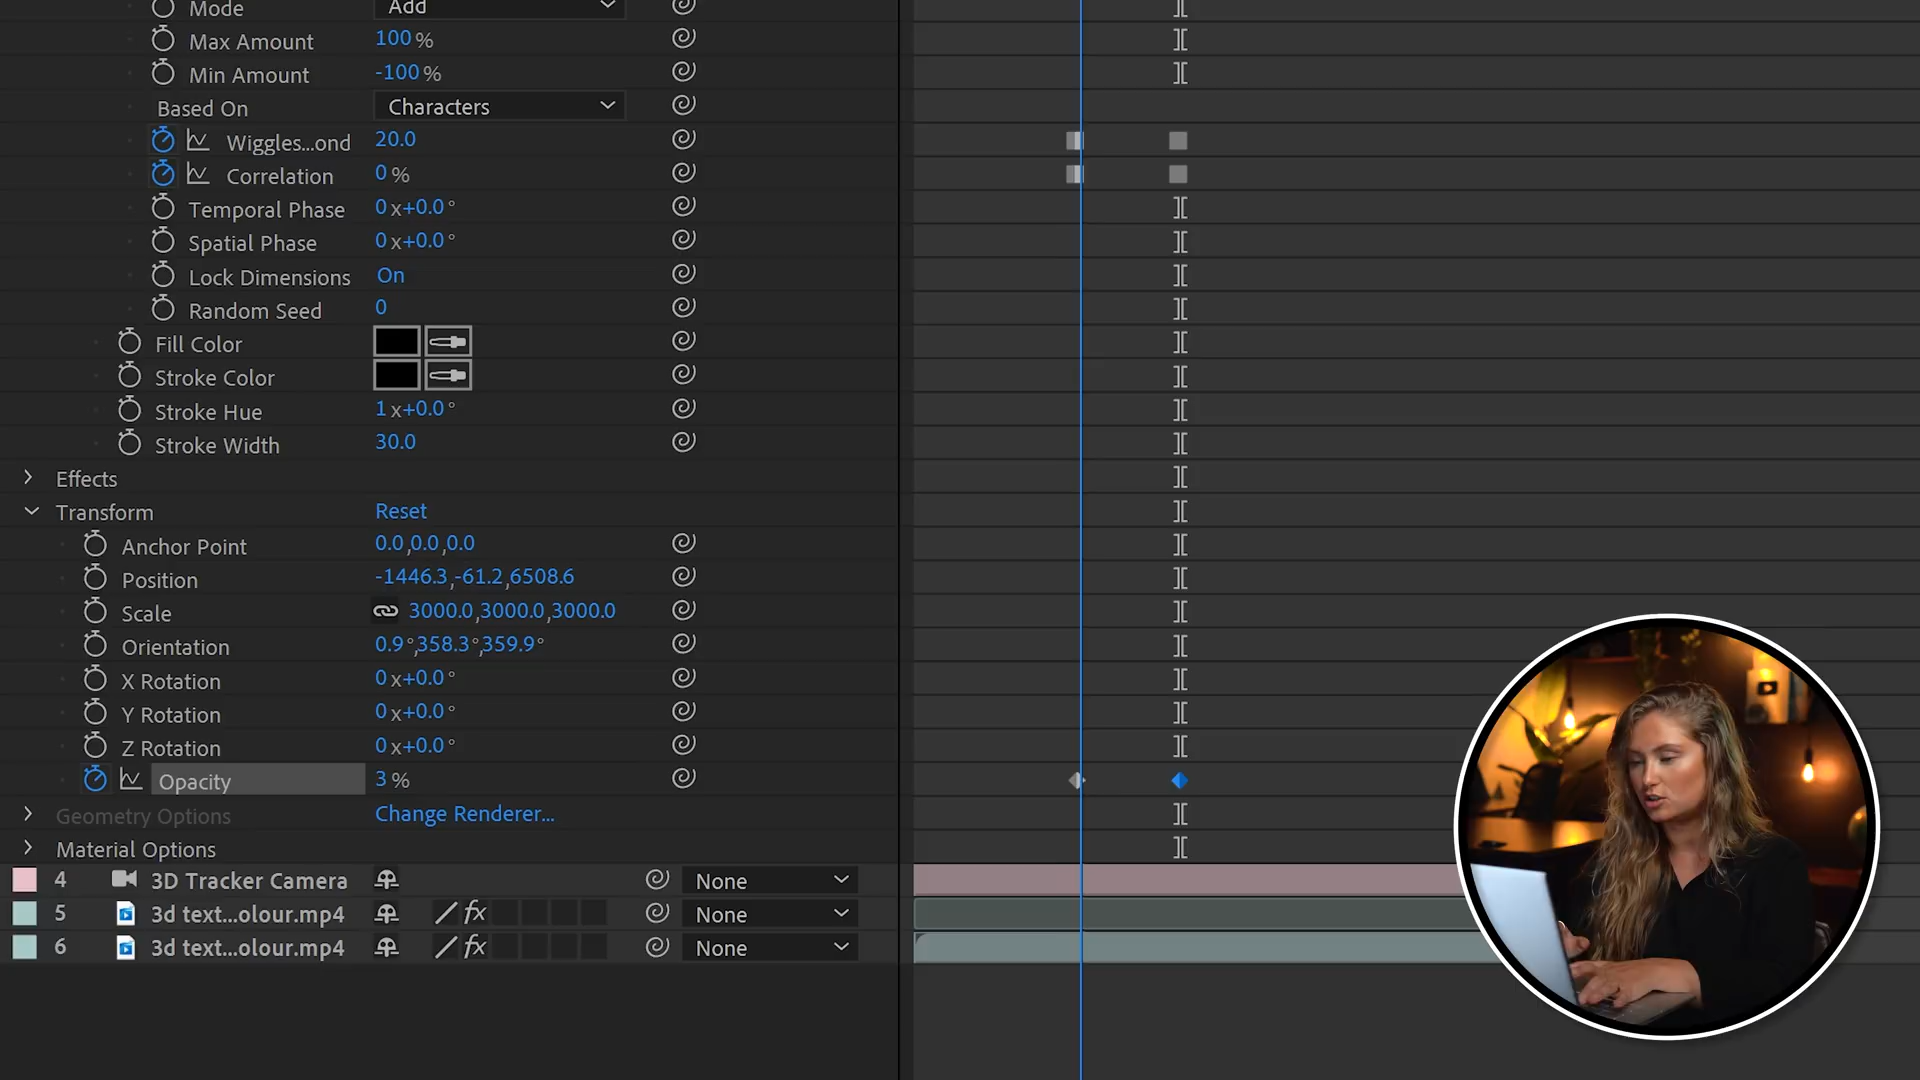 Mode Add
Max Amount 100 %
Min Amount -100 %
Based On Characters
Wiggles...ond 20.0
Correlation 0 %
Temporal Phase 0 x+0.0 °
Spatial Phase 0 x+0.0 °
Lock Dimensions On
Random Seed 0
Fill Color
Stroke Color
Stroke Hue 1 x+0.0 °
Stroke Width 30.0
Effects
Transform Reset
Anchor Point 0.0,0.0,0.0
Position -1446.3,-61.2,6508.6
Scale 3000.0,3000.0,3000.0
Orientation 0.9°,358.3°,359.9°
X Rotation 0 x+0.0 °
Y Rotation 0 x+0.0 °
Z Rotation 0 x+0.0 °
Opacity 3 %
Geometry Options Change Renderer...
Material Options
4 3D Tracker Camera None
5 3d text...olour.mp4 fx None
6 3d text...olour.mp4 fx None